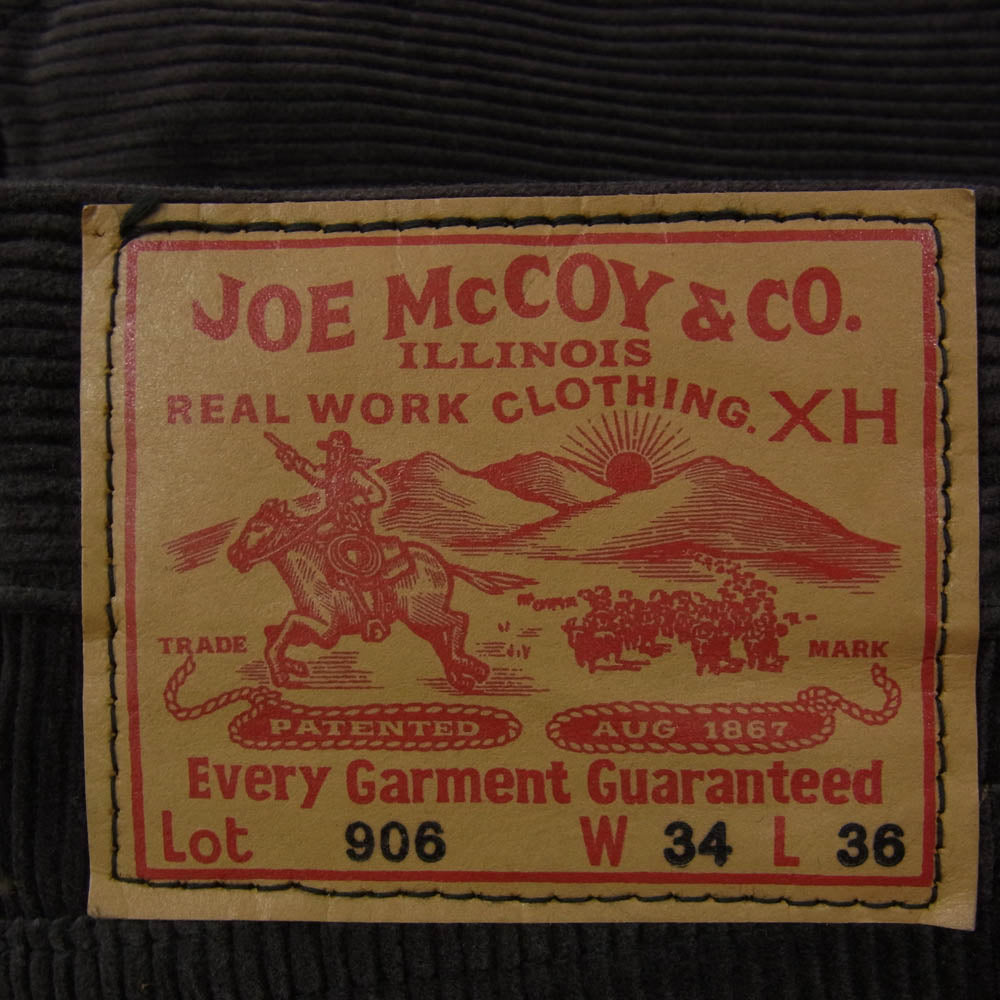 JOE McCOY & CO.
ILLINOIS
REAL WORK CLOTHING. XH
TRADE MARK
PATENTED AUG 1867
Every Garment Guaranteed
Lot 906 W 34 L 36